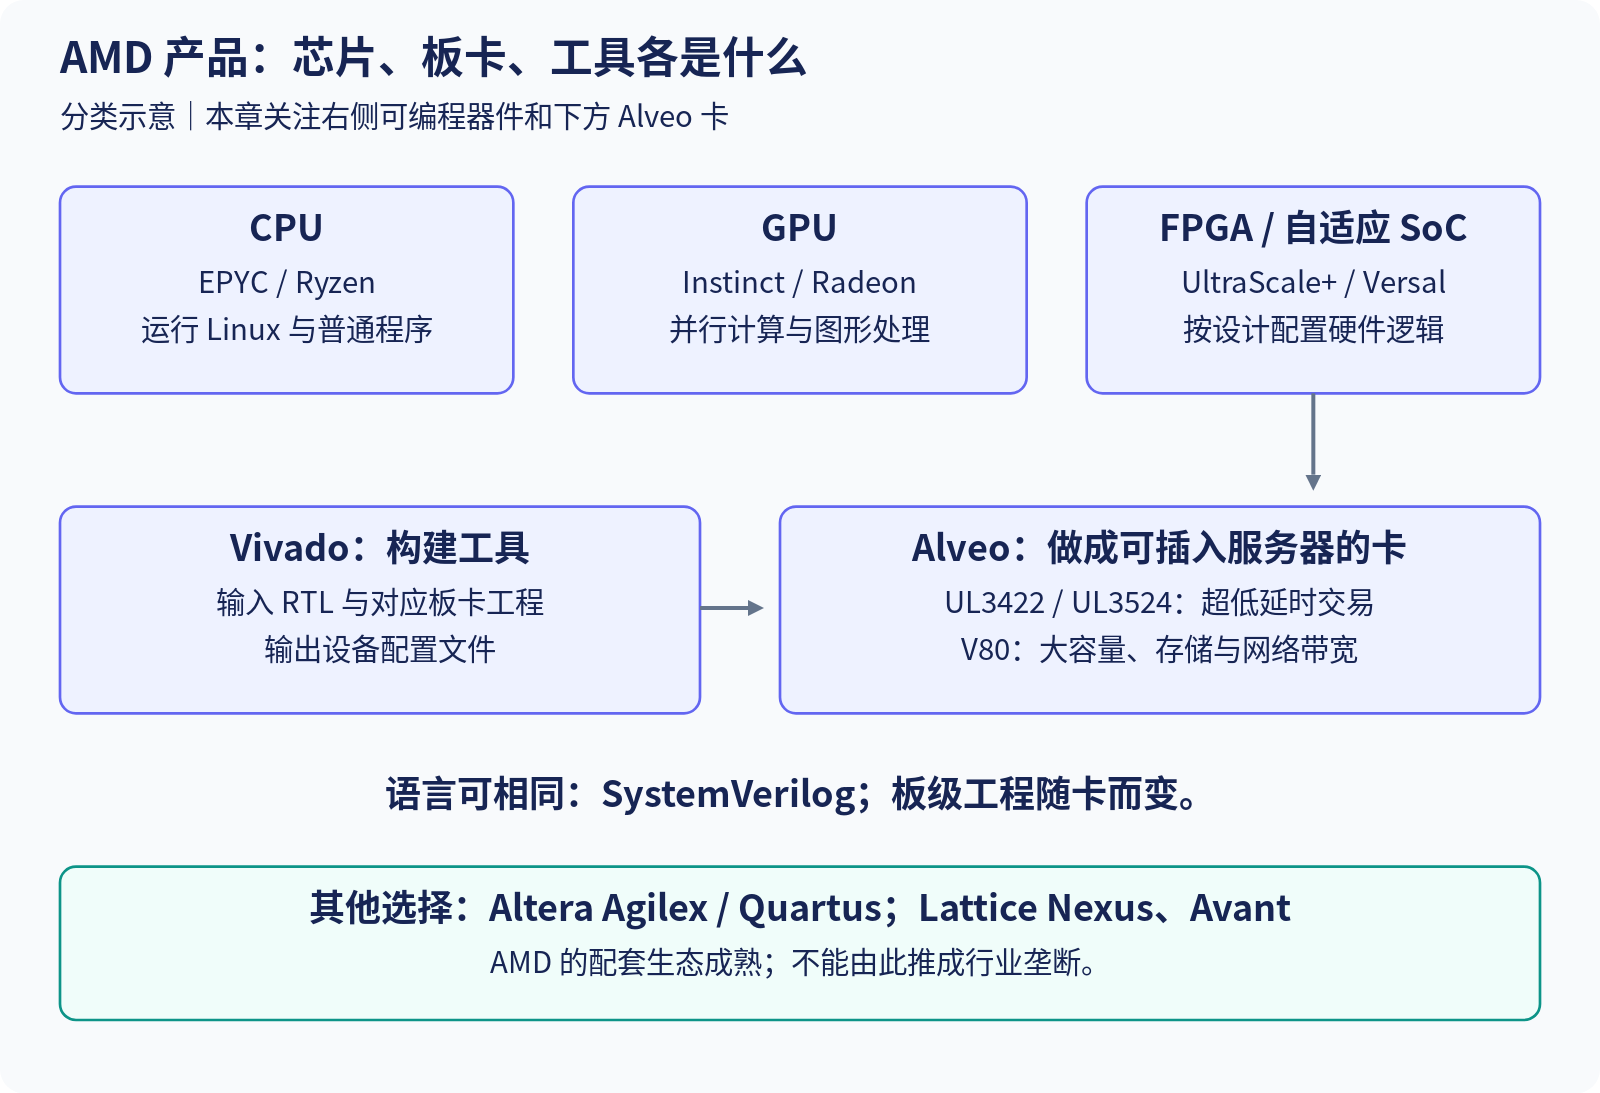 AMD 产品：芯片、板卡、工具各是什么
分类示意｜本章关注右侧可编程器件和下方 Alveo 卡
CPU
EPYC / Ryzen
运行 Linux 与普通程序
GPU
Instinct / Radeon
并行计算与图形处理
FPGA / 自适应 SoC
UltraScale+ / Versal
按设计配置硬件逻辑
Vivado：构建工具
输入 RTL 与对应板卡工程
输出设备配置文件
Alveo：做成可插入服务器的卡
UL3422 / UL3524：超低延时交易
V80：大容量、存储与网络带宽
语言可相同：SystemVerilog；板级工程随卡而变。
其他选择：Altera Agilex / Quartus；Lattice Nexus、Avant
AMD 的配套生态成熟；不能由此推成行业垄断。